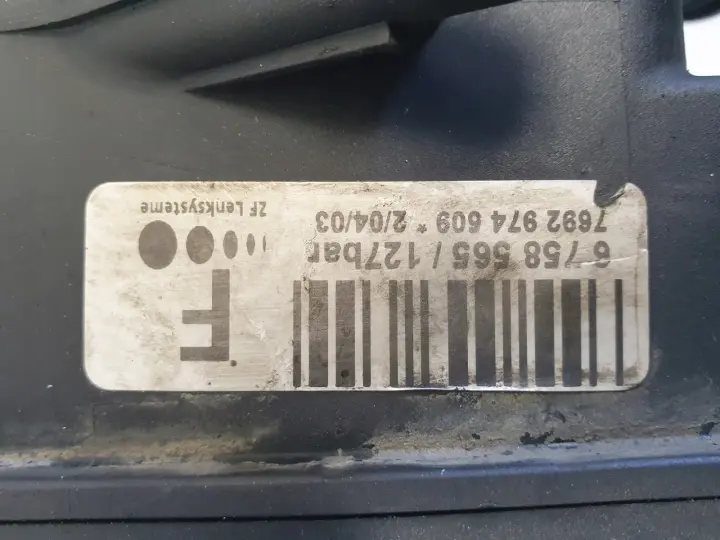 F
6 758 565 / 127bar
7692 974 609 * 2/04/03
ZF Lenksysteme